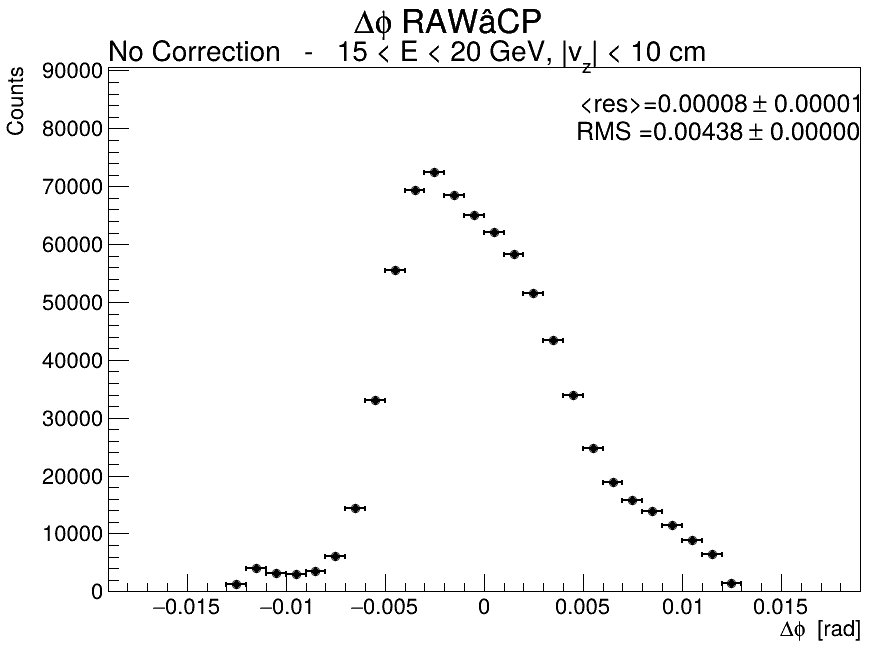 Δϕ RAWâCP
No Correction - 15 < E < 20 GeV, |v_z| < 10 cm
<res>=0.00008 ± 0.00001
RMS =0.00438 ± 0.00000
Counts
90000
80000
70000
60000
50000
40000
30000
20000
10000
0
−0.015 −0.01 −0.005 0 0.005 0.01 0.015
Δϕ [rad]